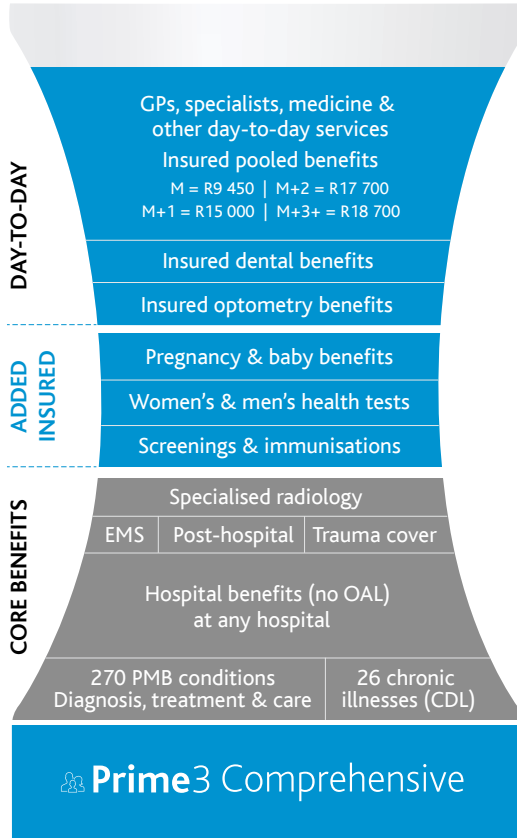 DAY-TO-DAY
GPs, specialists, medicine &
other day-to-day services
Insured pooled benefits
M = R9 450 | M+2 = R17 700
M+1 = R15 000 | M+3+ = R18 700
Insured dental benefits
Insured optometry benefits
ADDED
INSURED
Pregnancy & baby benefits
Women's & men's health tests
Screenings & immunisations
CORE BENEFITS
Specialised radiology
EMS
Post-hospital
Trauma cover
Hospital benefits (no OAL)
at any hospital
270 PMB conditions
Diagnosis, treatment & care
26 chronic
illnesses (CDL)
Prime3 Comprehensive